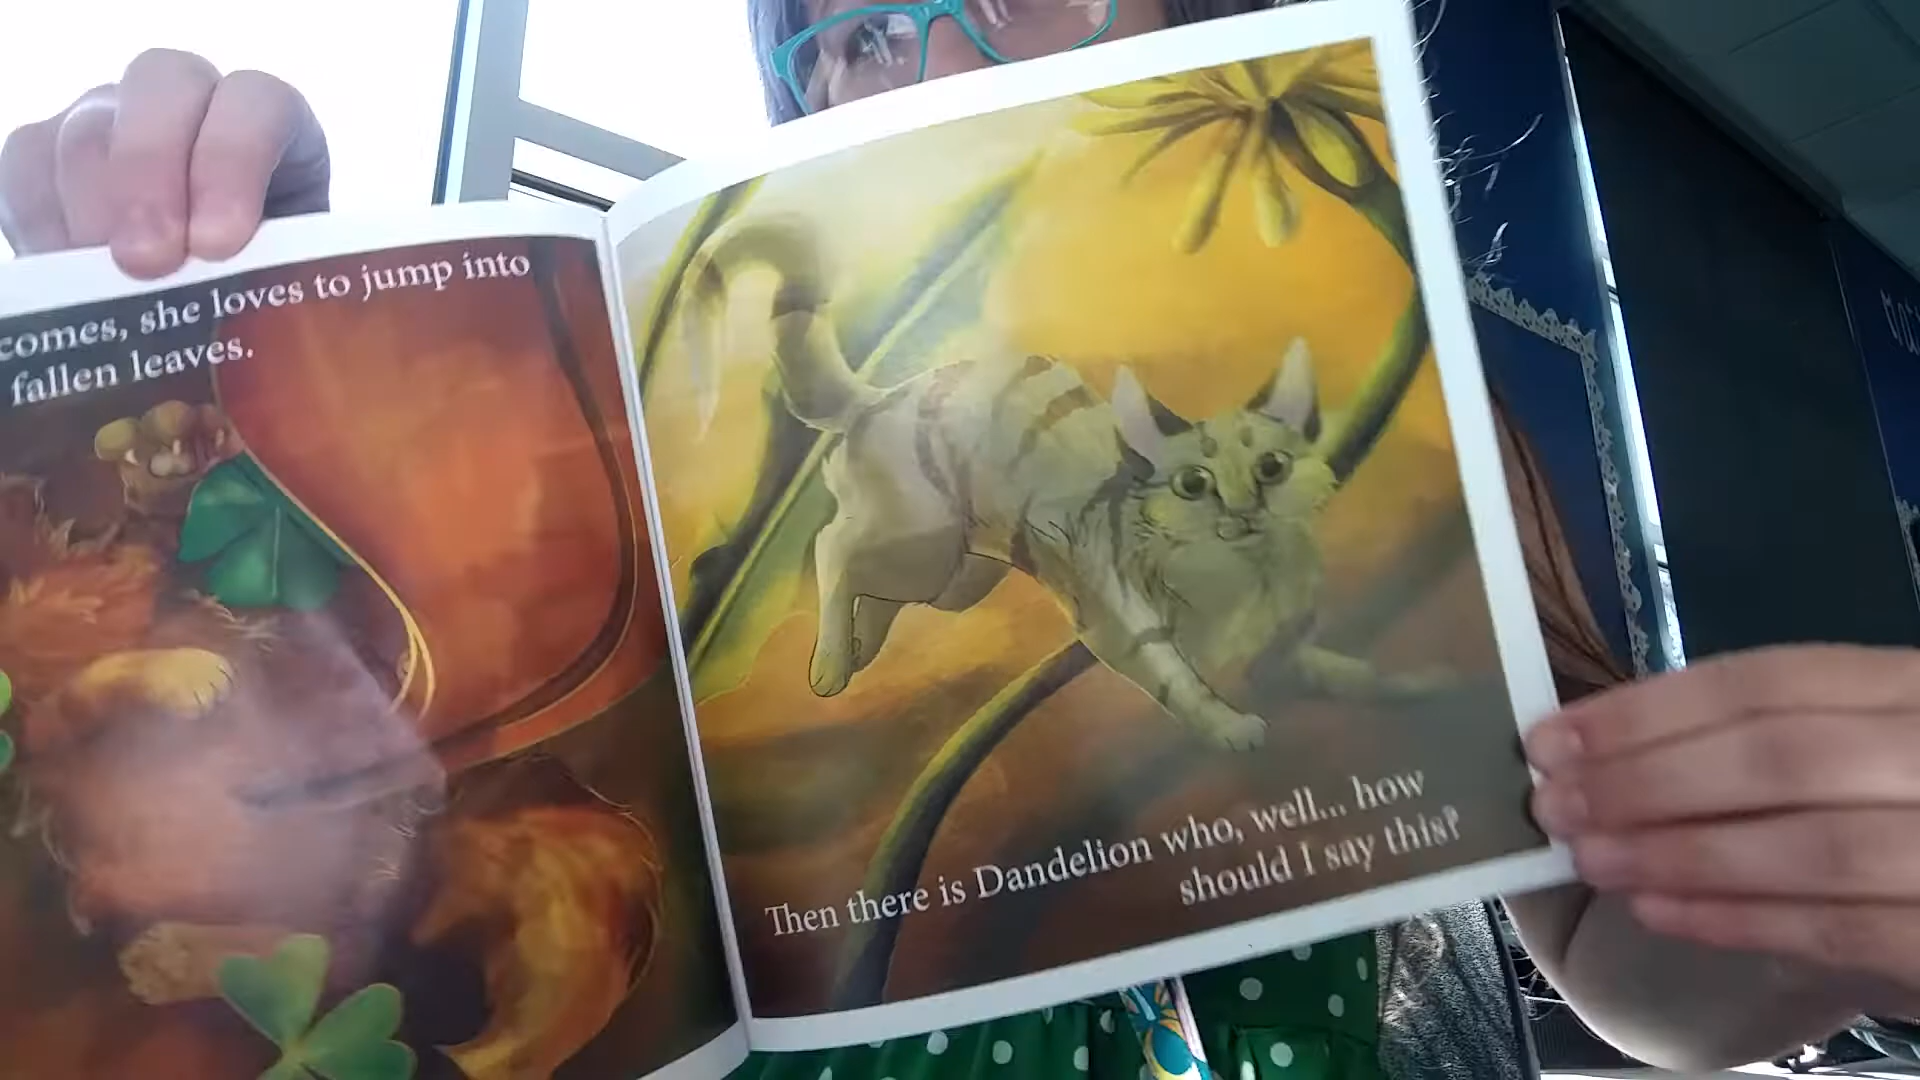 comes, she loves to jump into
fallen leaves.
Then there is Dandelion who, well... how
should I say this?